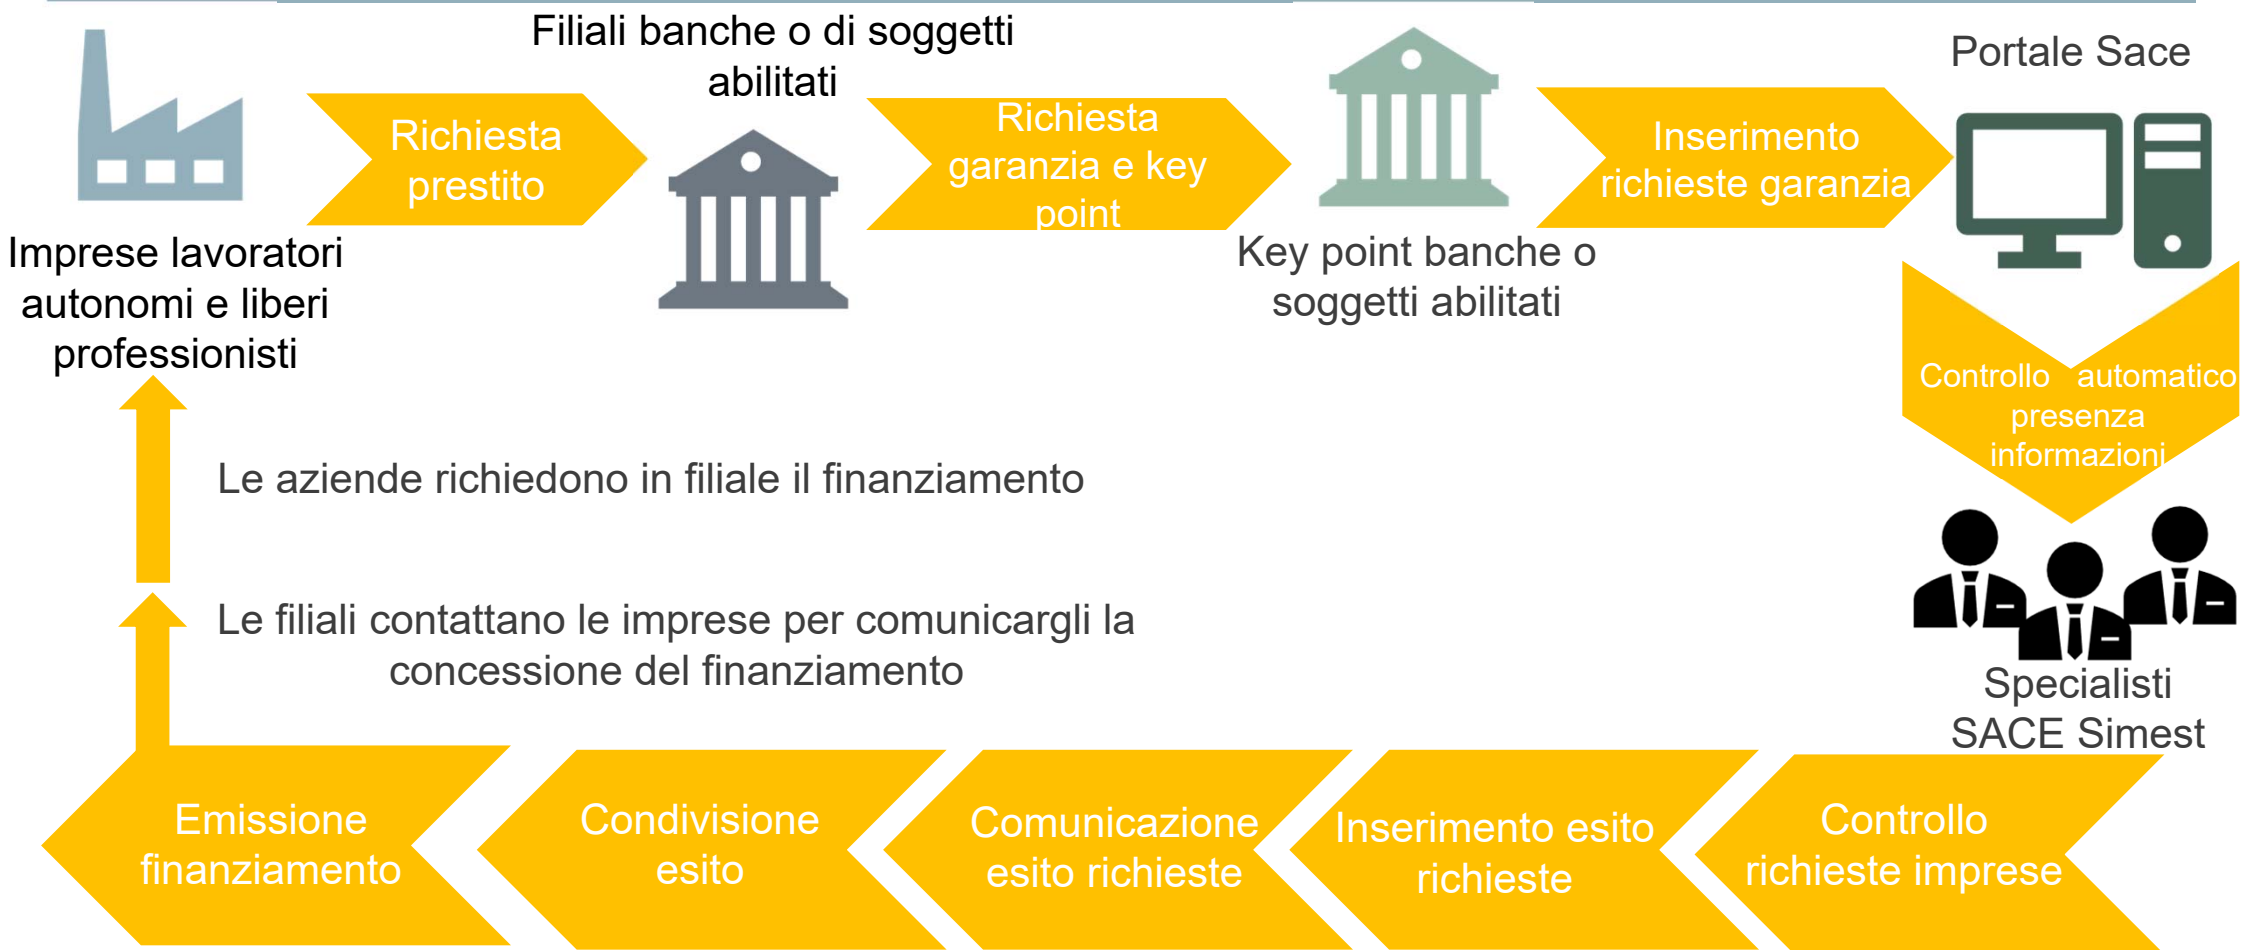 Filiali banche o di soggetti
abilitati
Portale Sace
Richiesta
prestito
Richiesta
garanzia e key
point
Inserimento
richieste garanzia
Imprese lavoratori
autonomi e liberi
professionisti
Key point banche o
soggetti abilitati
Controllo automatico
presenza
informazioni
Le aziende richiedono in filiale il finanziamento
Le filiali contattano le imprese per comunicargli la
concessione del finanziamento
Specialisti
SACE Simest
Emissione
finanziamento
Condivisione
esito
Comunicazione
esito richieste
Inserimento esito
richieste
Controllo
richieste imprese